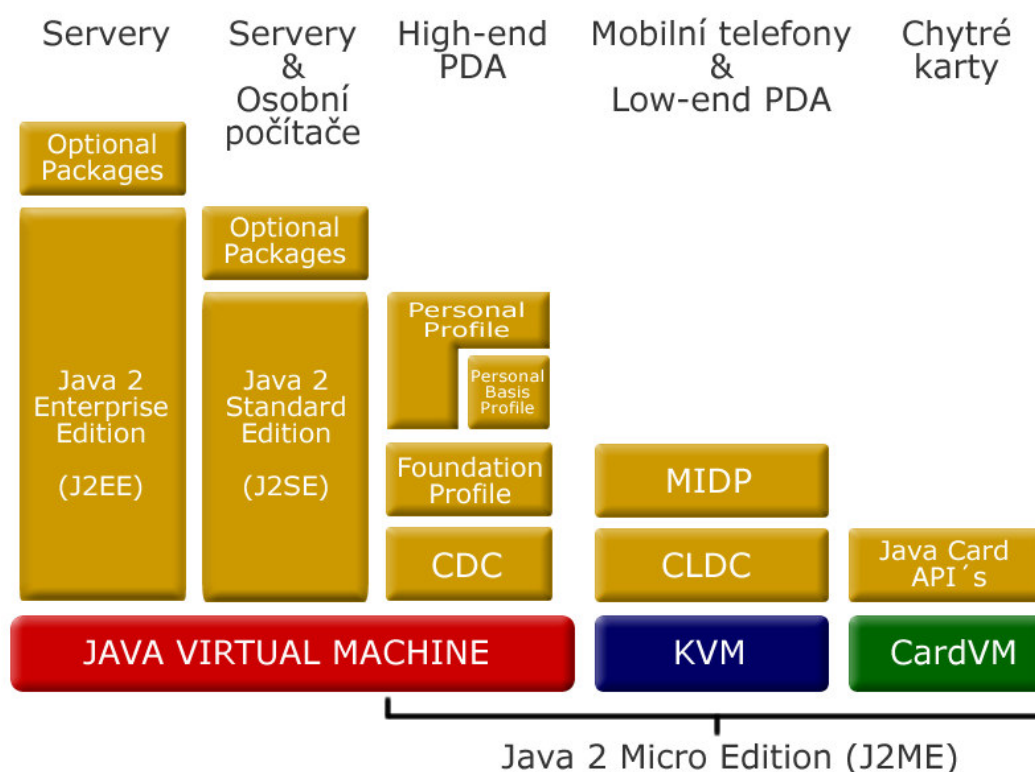 Servery
Servery
&
Osobní
počítače
High-end
PDA
Mobilní telefony
&
Low-end PDA
Chytré
karty
Optional
Packages
Java 2
Enterprise
Edition
(J2EE)
Optional
Packages
Java 2
Standard
Edition
(J2SE)
Personal
Profile
Personal
Basis
Profile
Foundation
Profile
CDC
MIDP
CLDC
Java Card
API´s
JAVA VIRTUAL MACHINE
KVM
CardVM
Java 2 Micro Edition (J2ME)